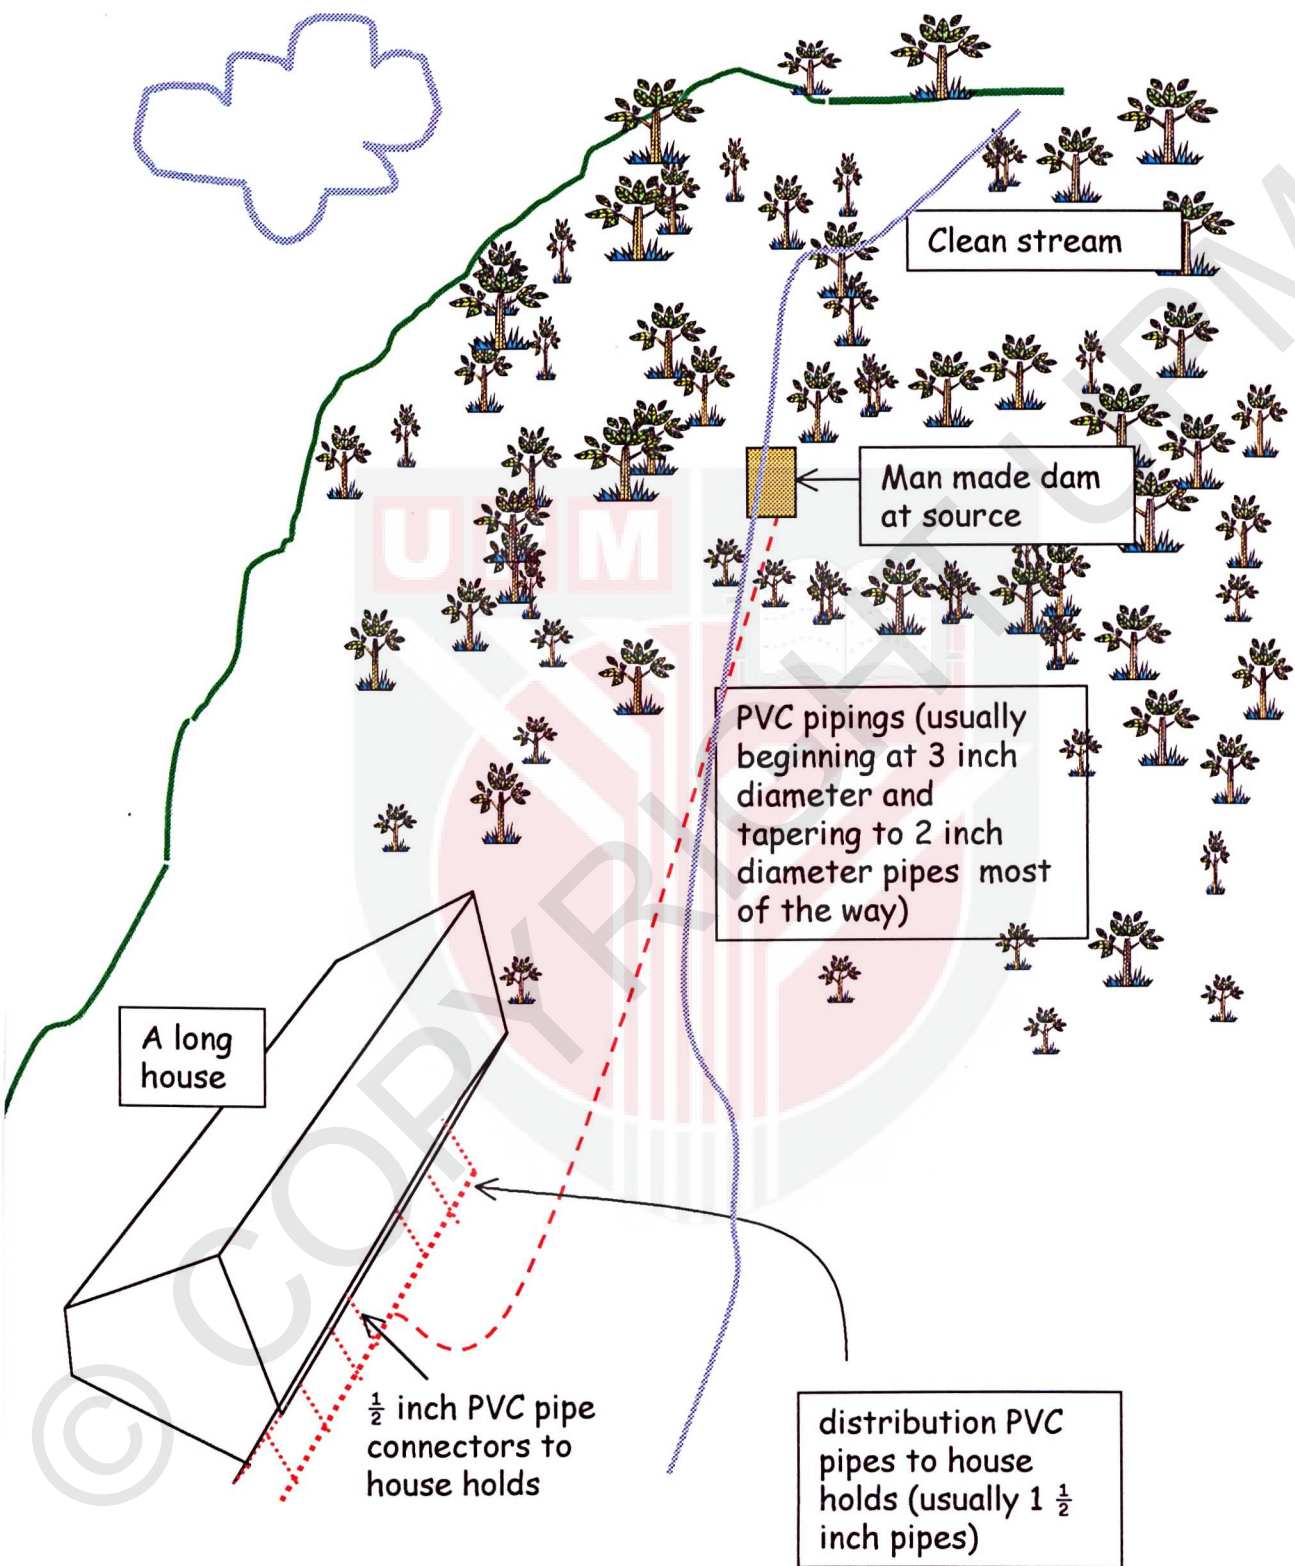 Clean stream
Man made dam
at source
UPM
PVC pipings (usually
beginning at 3 inch
diameter and
tapering to 2 inch
diameter pipes most
of the way)
A long
house
½ inch PVC pipe
connectors to
house holds
distribution PVC
pipes to house
holds (usually 1 ½
inch pipes)
© COPYRIGHT UPM